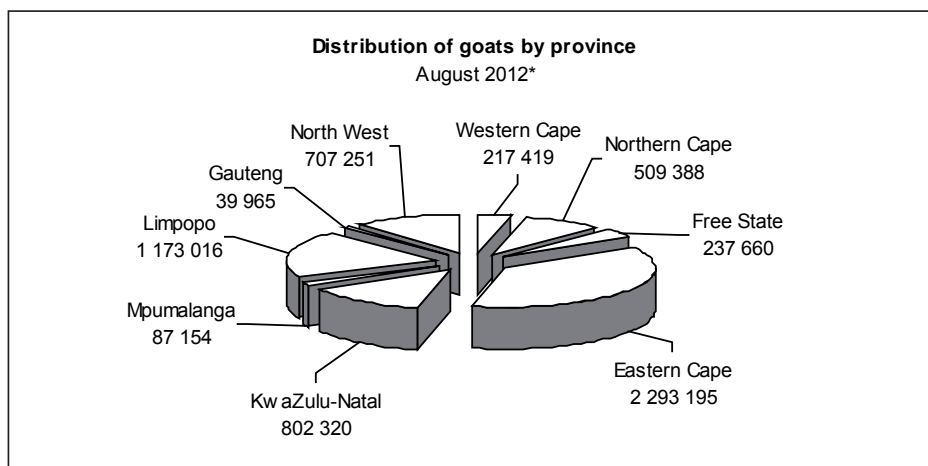 Distribution of goats by province
August 2012*
North West
707 251
Western Cape
217 419
Northern Cape
509 388
Gauteng
39 965
Free State
237 660
Limpopo
1 173 016
Mpumalanga
87 154
Eastern Cape
2 293 195
KwaZulu-Natal
802 320